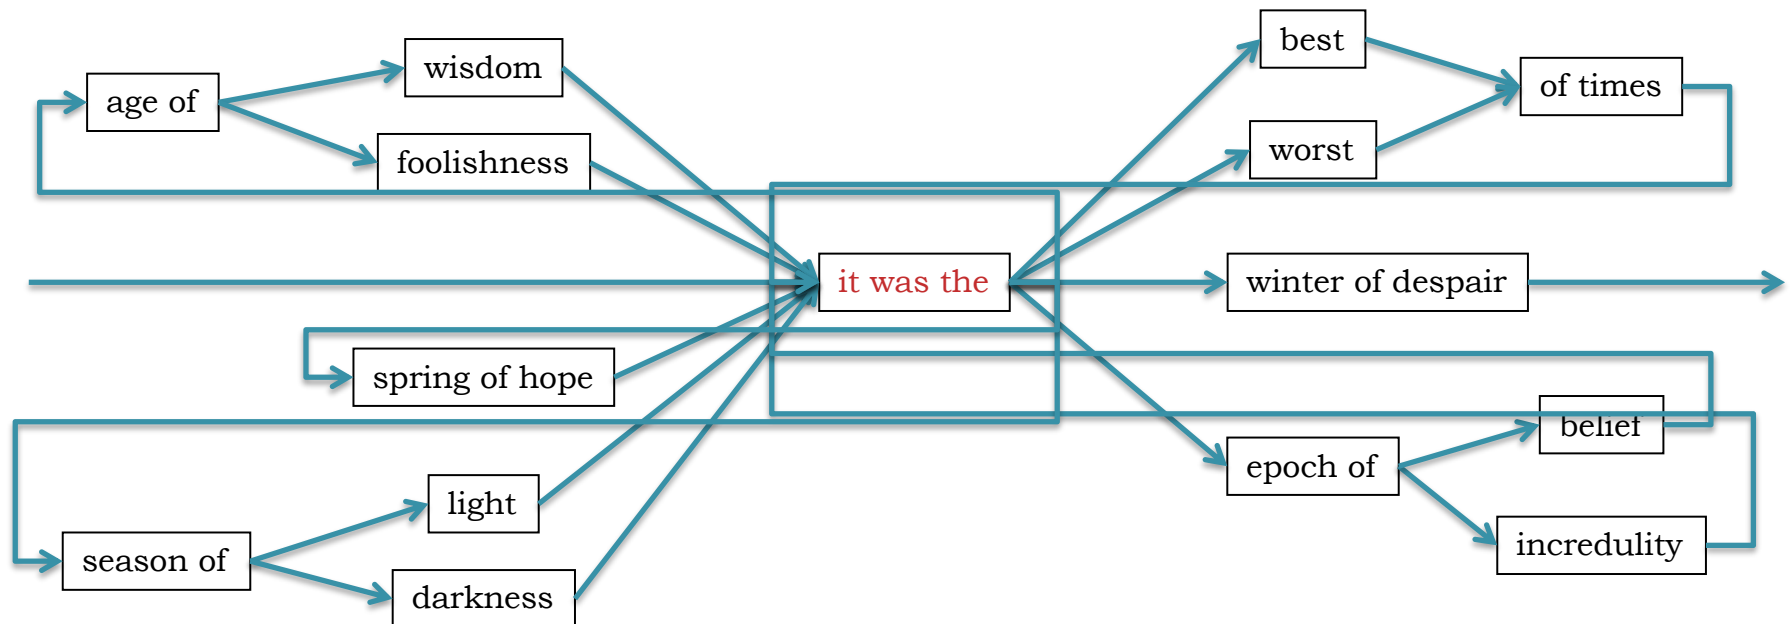 best
wisdom
of times
age of
worst
foolishness
it was the
winter of despair
spring of hope
belief
epoch of
light
incredulity
season of
darkness